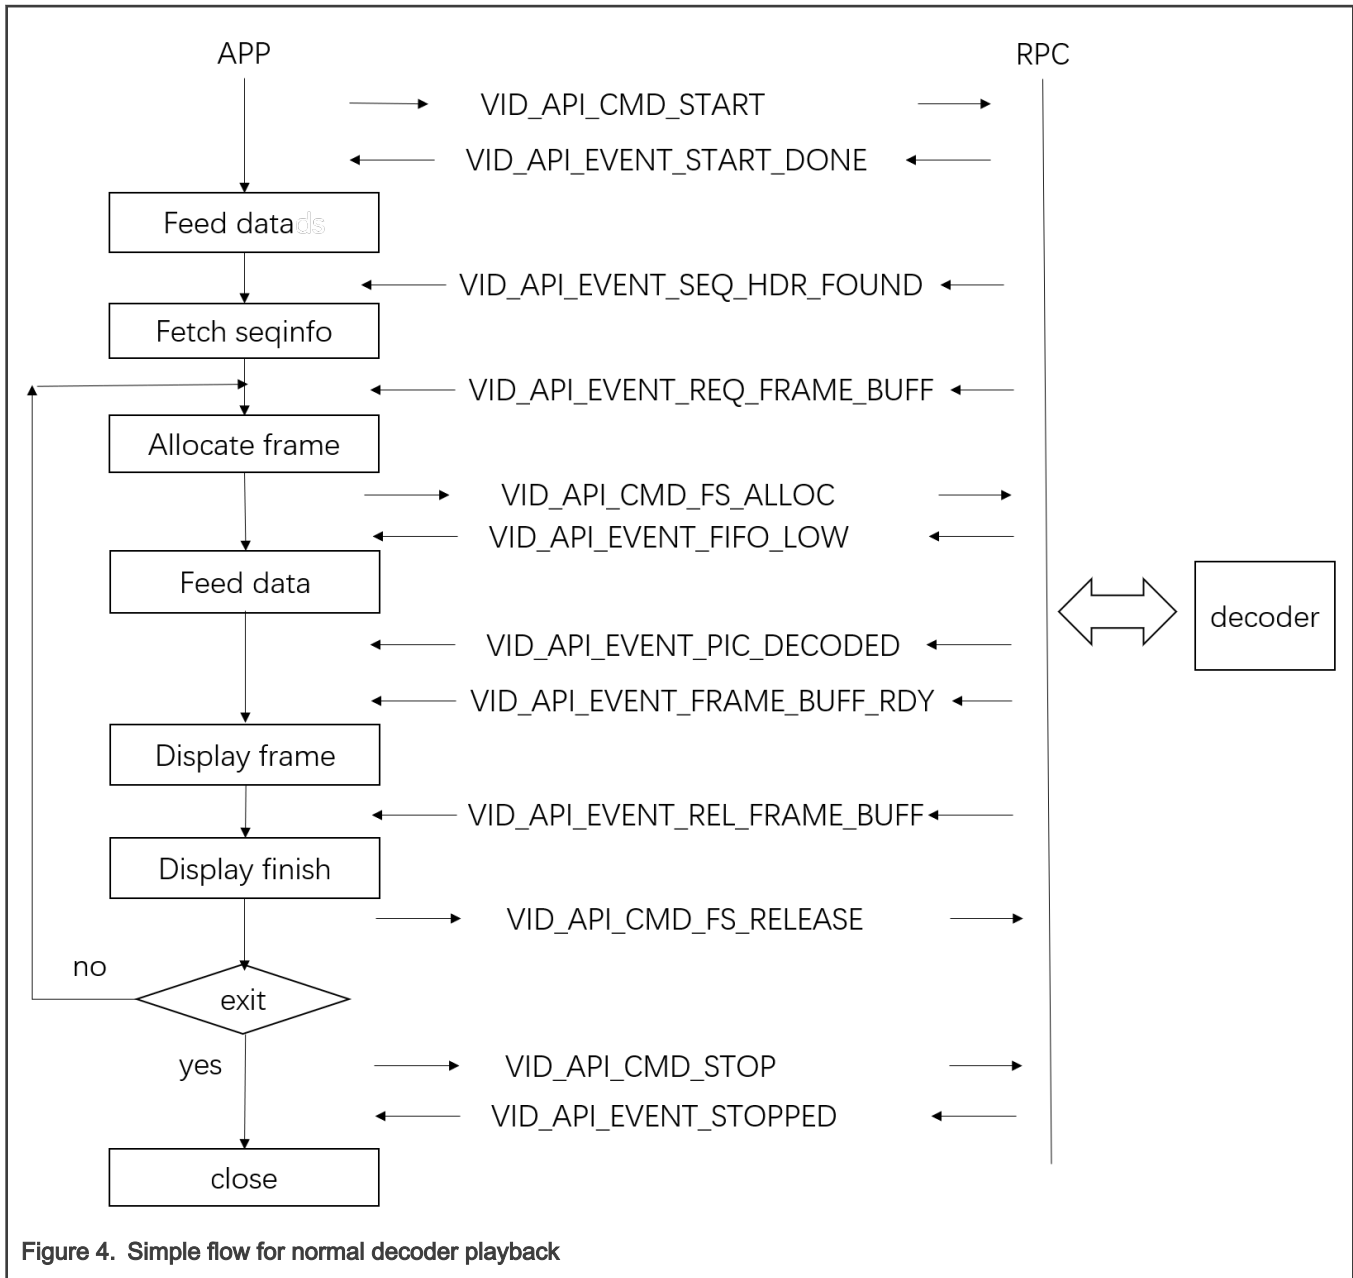 APP
RPC
VID_API_CMD_START
VID_API_EVENT_START_DONE
Feed datads
VID_API_EVENT_SEQ_HDR_FOUND
Fetch seqinfo
VID_API_EVENT_REQ_FRAME_BUFF
Allocate frame
VID_API_CMD_FS_ALLOC
VID_API_EVENT_FIFO_LOW
Feed data
decoder
VID_API_EVENT_PIC_DECODED
VID_API_EVENT_FRAME_BUFF_RDY
Display frame
VID_API_EVENT_REL_FRAME_BUFF
Display finish
VID_API_CMD_FS_RELEASE
no
exit
yes
VID_API_CMD_STOP
VID_API_EVENT_STOPPED
close
Figure 4. Simple flow for normal decoder playback